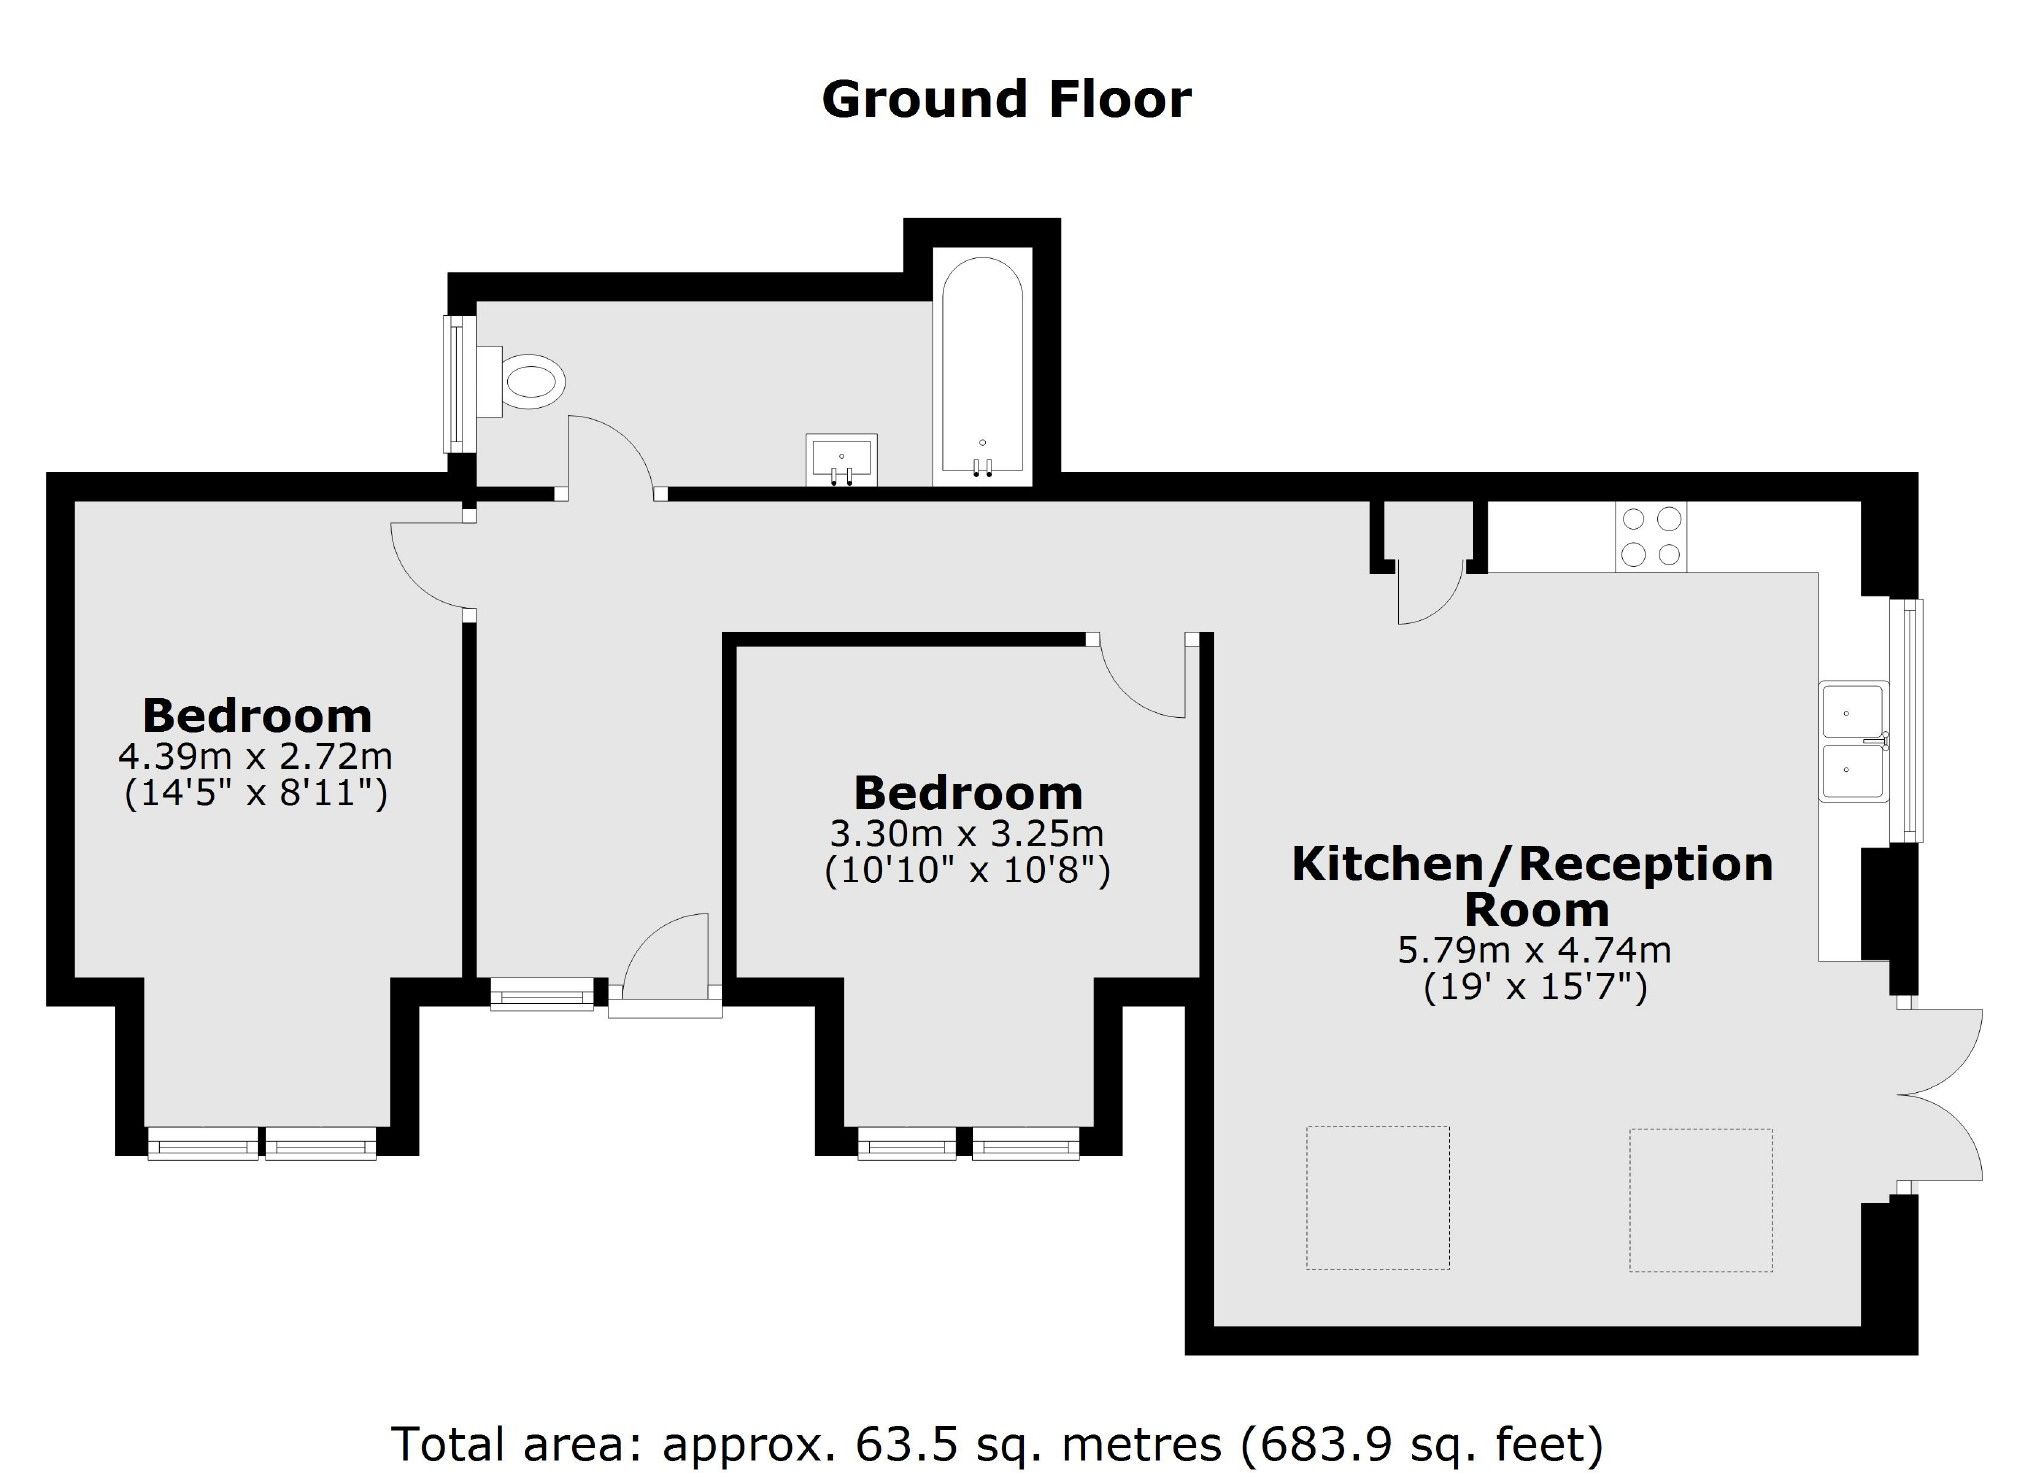 Ground Floor
Bedroom
4.39m x 2.72m
(14'5" x 8'11")
Bedroom
3.30m x 3.25m
(10'10" x 10'8")
Kitchen/Reception
Room
5.79m x 4.74m
(19' x 15'7")
Total area: approx. 63.5 sq. metres (683.9 sq. feet)